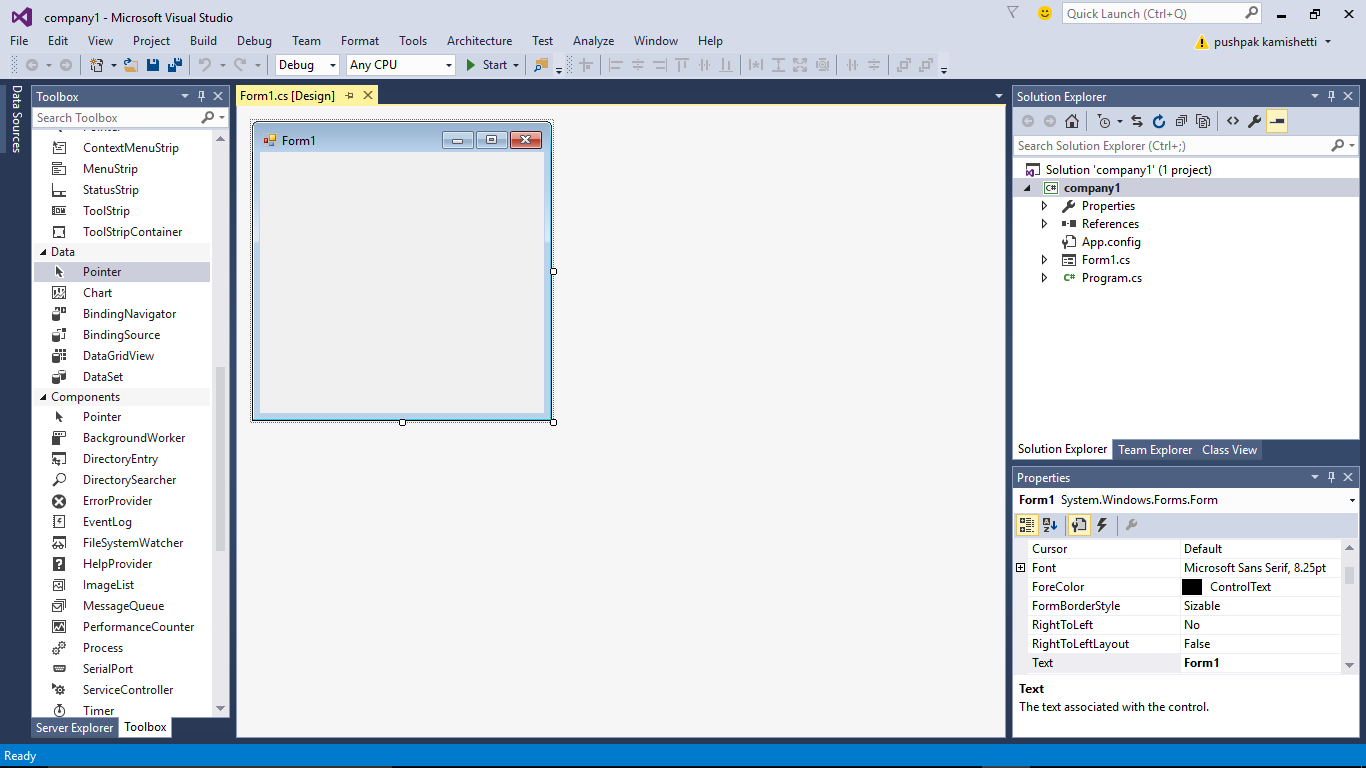 company1 - Microsoft Visual Studio
Quick Launch (Ctrl+Q)
File Edit View Project Build Debug Team Format Tools Architecture Test Analyze Window Help
pushpak kamishetti
Debug Any CPU Start
Data Sources
Toolbox
Search Toolbox
Pointer
ContextMenuStrip
MenuStrip
StatusStrip
ToolStrip
ToolStripContainer
Data
Pointer
Chart
BindingNavigator
BindingSource
DataGridView
DataSet
Components
Pointer
BackgroundWorker
DirectoryEntry
DirectorySearcher
ErrorProvider
EventLog
FileSystemWatcher
HelpProvider
ImageList
MessageQueue
PerformanceCounter
Process
SerialPort
ServiceController
Timer
Server Explorer Toolbox
Form1.cs [Design]
Form1
Solution Explorer
Search Solution Explorer (Ctrl+;)
Solution 'company1' (1 project)
C# company1
Properties
References
App.config
Form1.cs
C# Program.cs
Solution Explorer Team Explorer Class View
Properties
Form1 System.Windows.Forms.Form
Cursor Default
Font Microsoft Sans Serif, 8.25pt
ForeColor ControlText
FormBorderStyle Sizable
RightToLeft No
RightToLeftLayout False
Text Form1
Text
The text associated with the control.
Ready